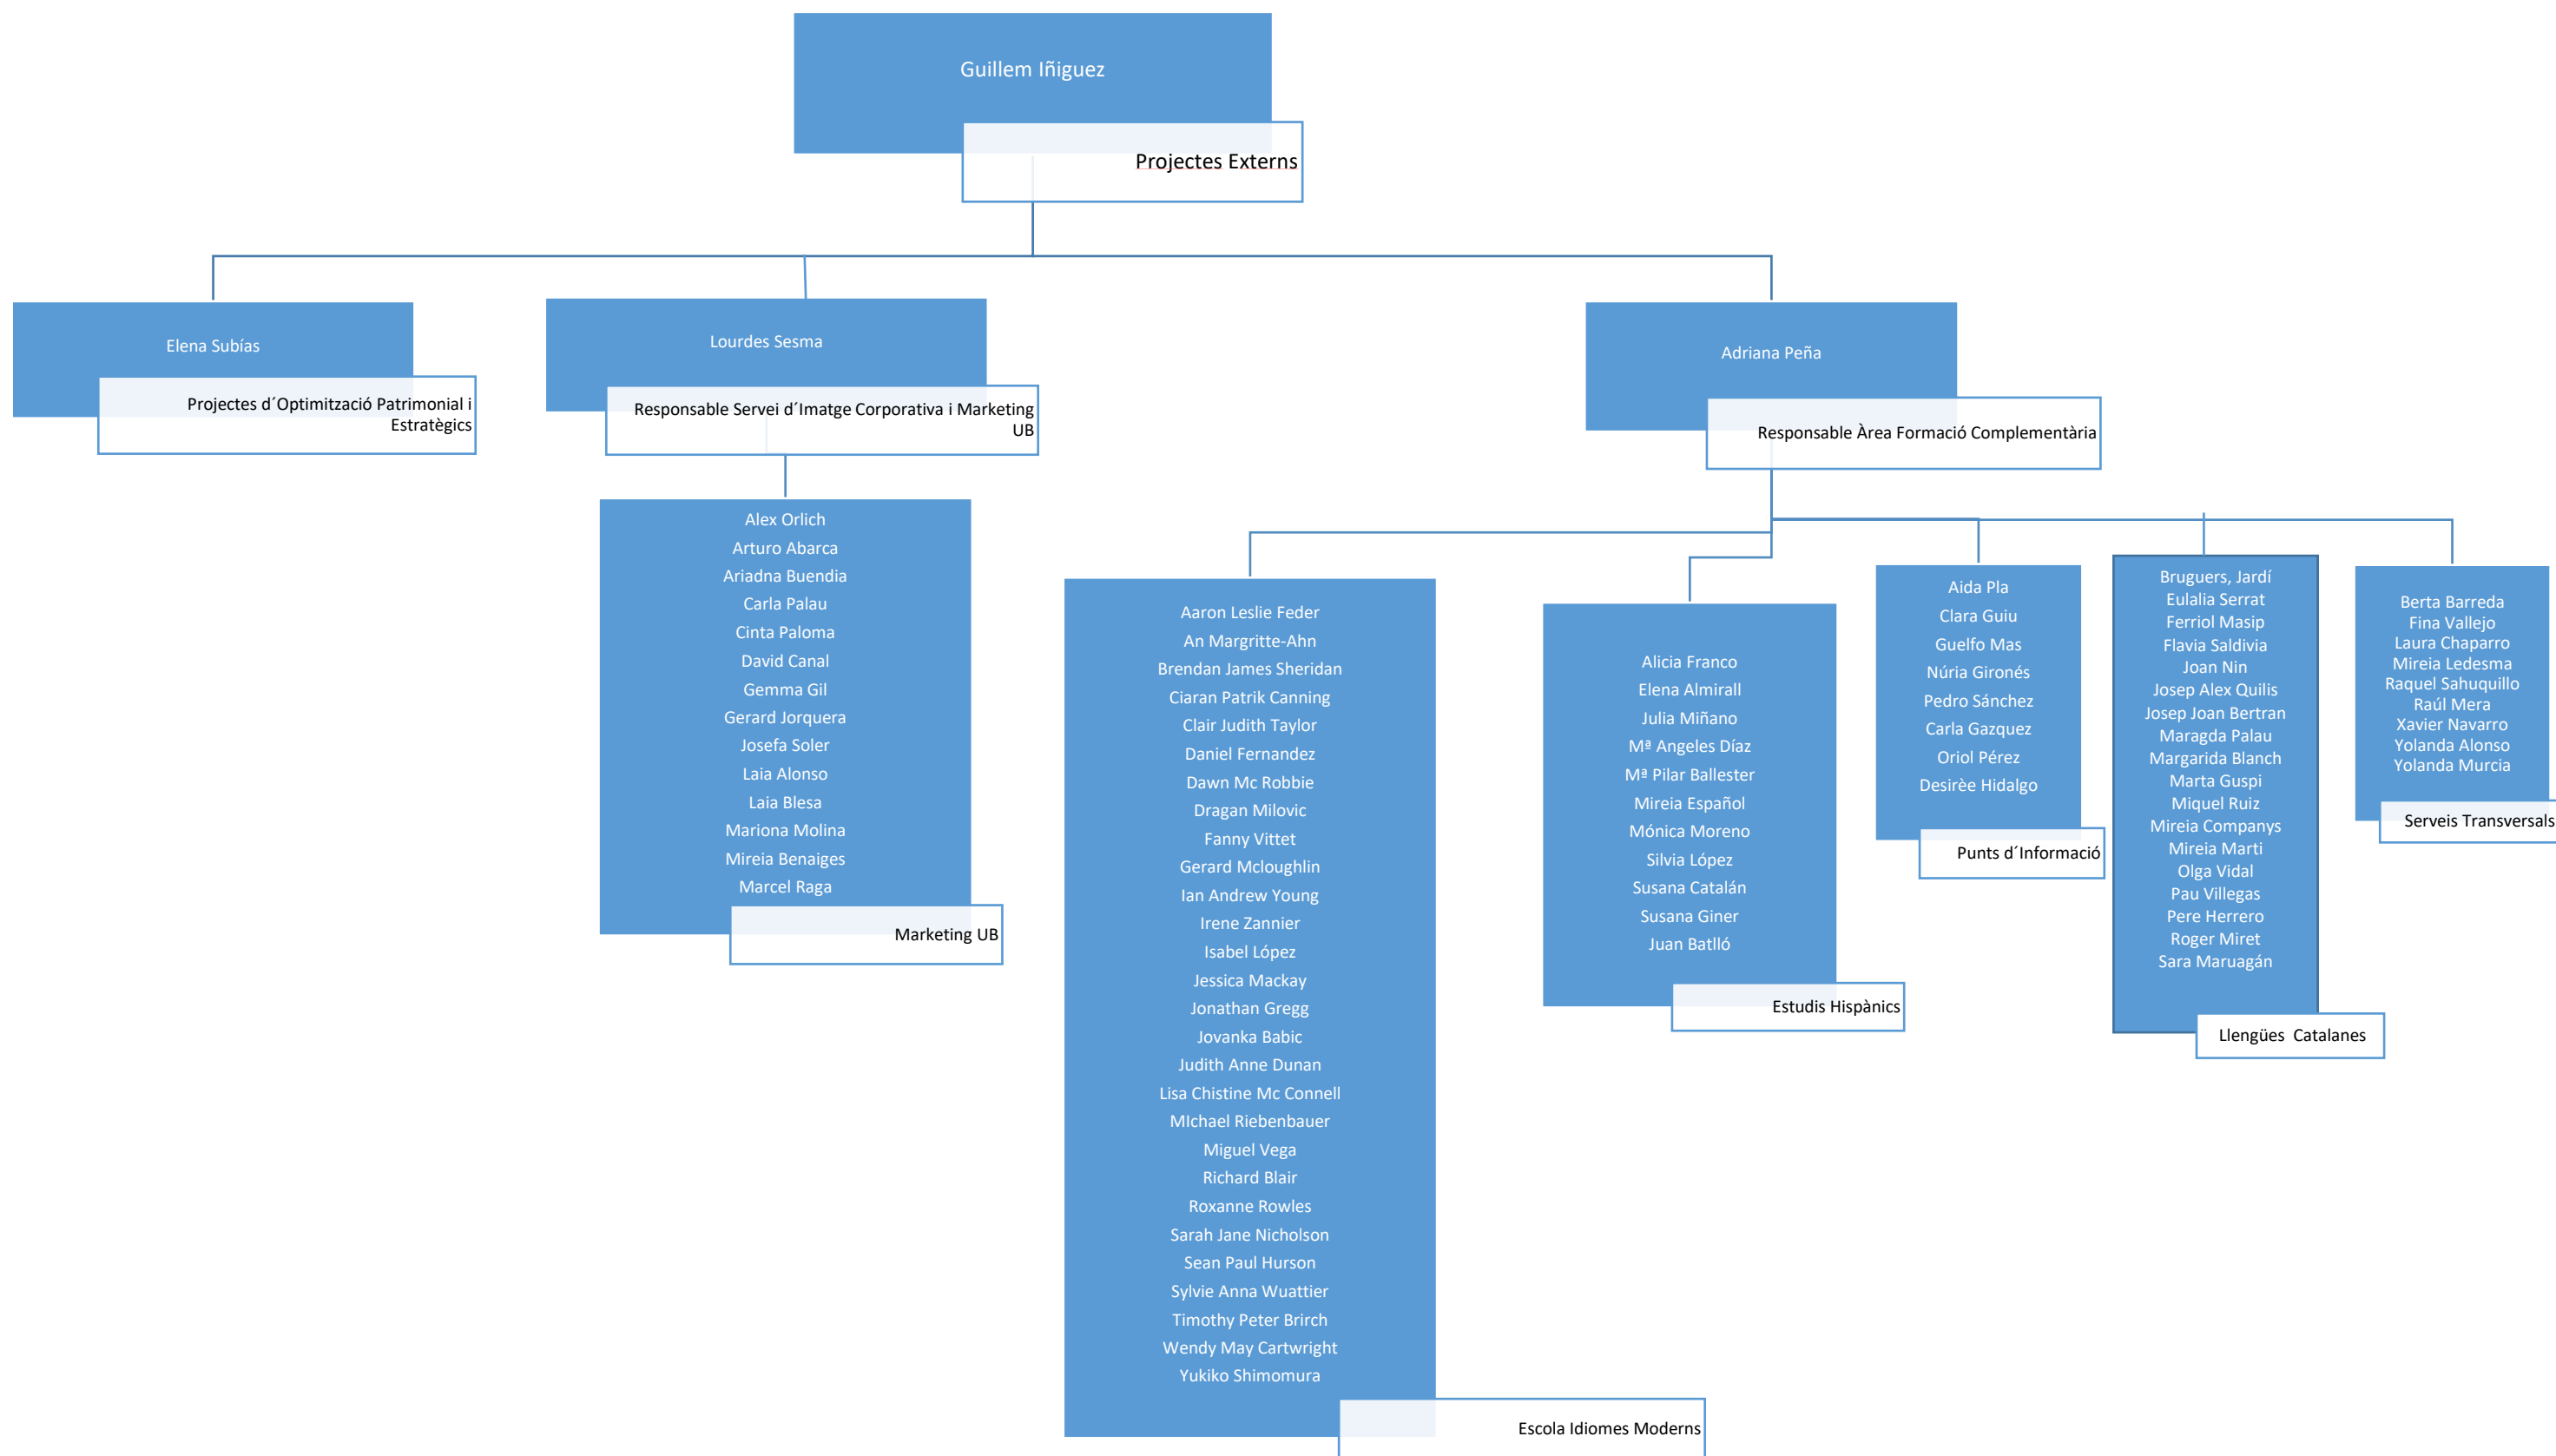 Guillem Iñiguez
Projectes Externs
Elena Subías
Projectes d´Optimització Patrimonial i
Estratègics
Lourdes Sesma
Responsable Servei d´Imatge Corporativa i Marketing
UB
Adriana Peña
Responsable Àrea Formació Complementària
Alex Orlich
Arturo Abarca
Ariadna Buendia
Carla Palau
Cinta Paloma
David Canal
Gemma Gil
Gerard Jorquera
Josefa Soler
Laia Alonso
Laia Blesa
Mariona Molina
Mireia Benaiges
Marcel Raga
Marketing UB
Aaron Leslie Feder
An Margritte-Ahn
Brendan James Sheridan
Ciaran Patrik Canning
Clair Judith Taylor
Daniel Fernandez
Dawn Mc Robbie
Dragan Milovic
Fanny Vittet
Gerard Mcloughlin
Ian Andrew Young
Irene Zannier
Isabel López
Jessica Mackay
Jonathan Gregg
Jovanka Babic
Judith Anne Dunan
Lisa Chistine Mc Connell
MIchael Riebenbauer
Miguel Vega
Richard Blair
Roxanne Rowles
Sarah Jane Nicholson
Sean Paul Hurson
Sylvie Anna Wuattier
Timothy Peter Brirch
Wendy May Cartwright
Yukiko Shimomura
Escola Idiomes Moderns
Alicia Franco
Elena Almirall
Julia Miñano
Mª Angeles Díaz
Mª Pilar Ballester
Mireia Español
Mónica Moreno
Silvia López
Susana Catalán
Susana Giner
Juan Batlló
Estudis Hispànics
Aida Pla
Clara Guiu
Guelfo Mas
Núria Gironés
Pedro Sánchez
Carla Gazquez
Oriol Pérez
Desirèe Hidalgo
Punts d´Informació
Bruguers, Jardí
Eulalia Serrat
Ferriol Masip
Flavia Saldivia
Joan Nin
Josep Alex Quilis
Josep Joan Bertran
Maragda Palau
Margarida Blanch
Marta Guspi
Miquel Ruiz
Mireia Companys
Mireia Marti
Olga Vidal
Pau Villegas
Pere Herrero
Roger Miret
Sara Maruagán
Llengües Catalanes
Berta Barreda
Fina Vallejo
Laura Chaparro
Mireia Ledesma
Raquel Sahuquillo
Raúl Mera
Xavier Navarro
Yolanda Alonso
Yolanda Murcia
Serveis Transversals